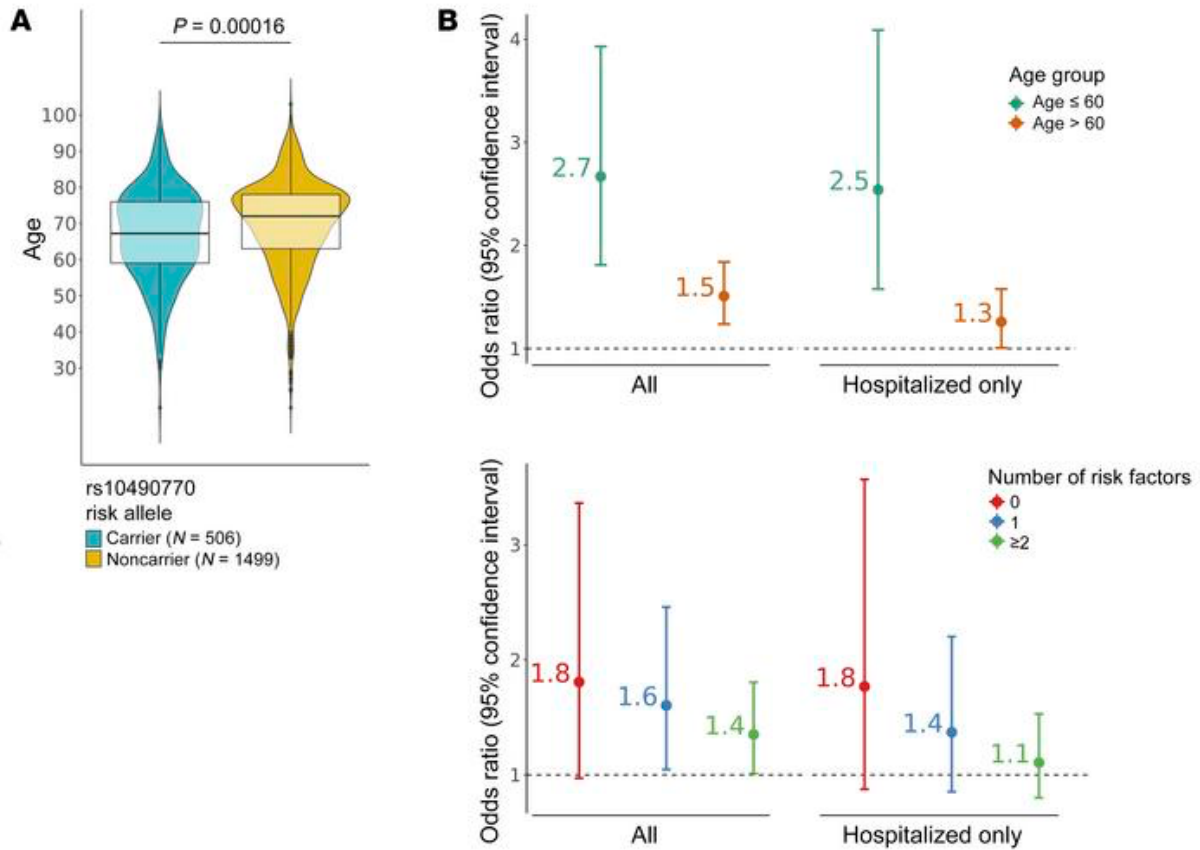 A
P = 0.00016
Age
100
90
80
70
60
50
40
30
rs10490770
risk allele
Carrier (N = 506)
Noncarrier (N = 1499)
B
Odds ratio (95% confidence interval)
4
3
2
1
2.7
1.5
2.5
1.3
All
Hospitalized only
Age group
Age ≤ 60
Age > 60
Odds ratio (95% confidence interval)
3
2
1
1.8
1.6
1.4
1.8
1.4
1.1
All
Hospitalized only
Number of risk factors
0
1
≥2